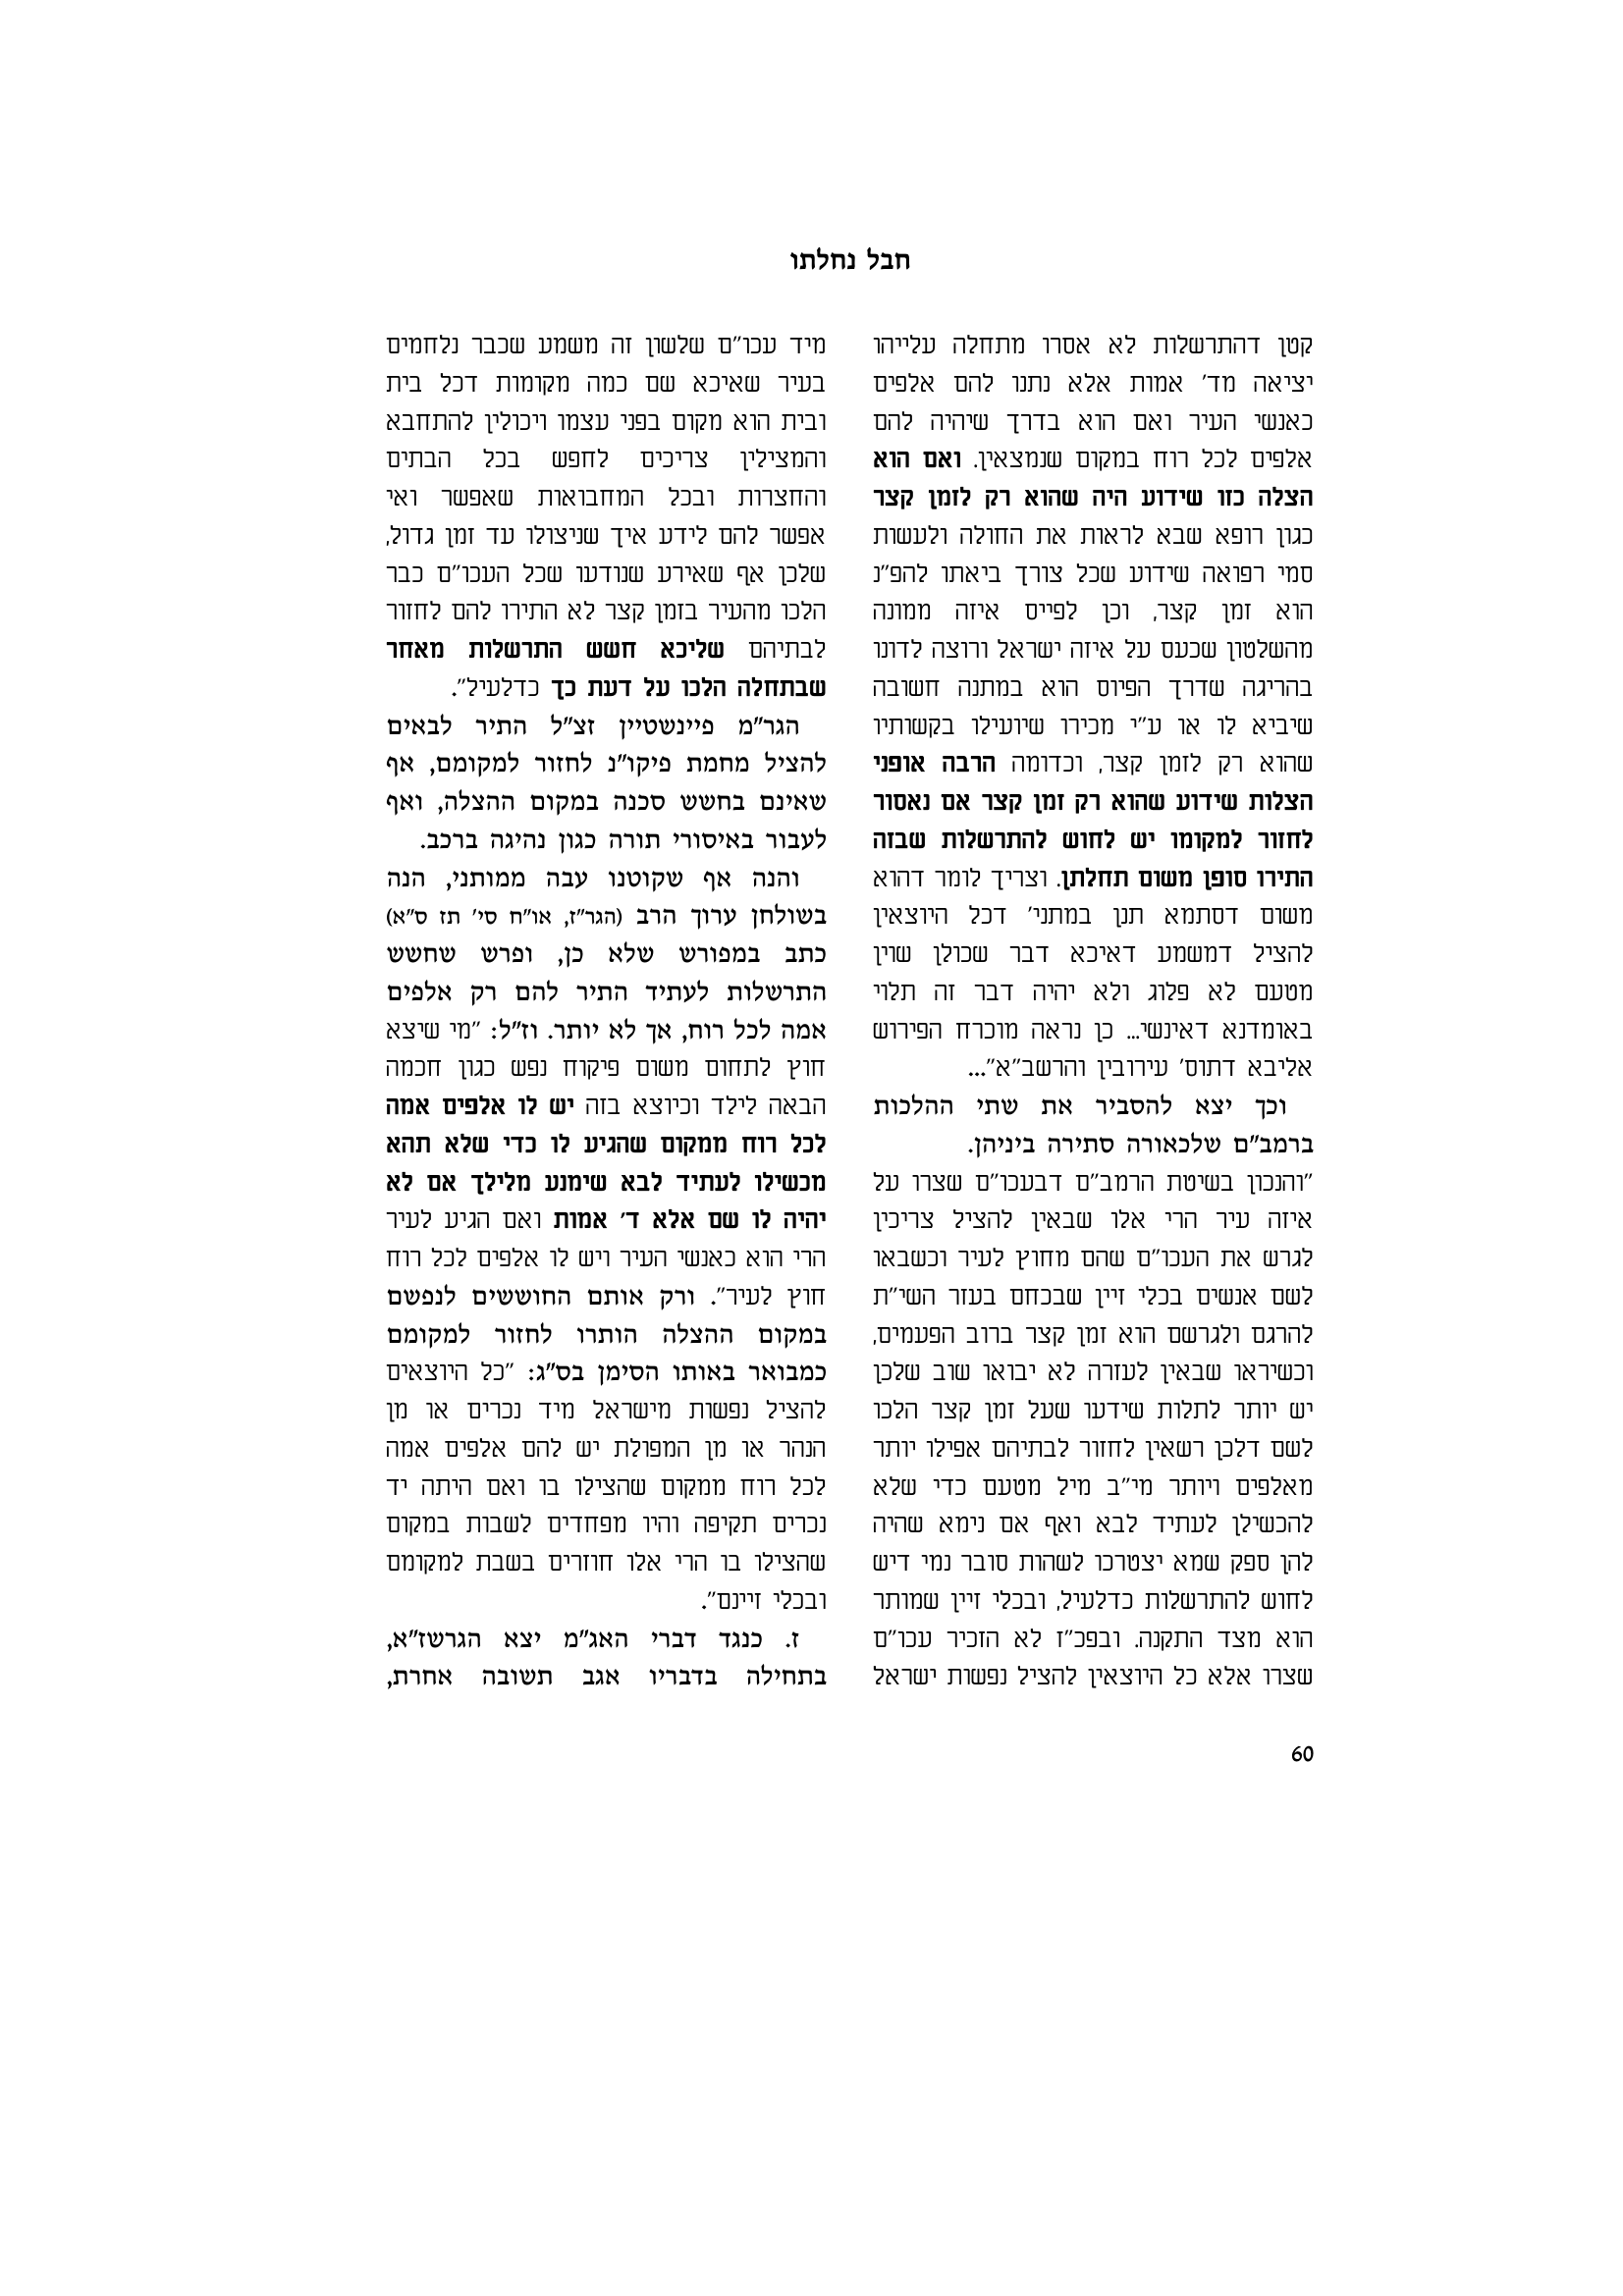 חבל נחלתו
קטן דהתרשלות לא אסרו מתחלה עלייהו
יציאה מד' אמות אלא נתנו להם אלפים
כאנשי העיר ואם הוא בדרך שיהיה להם
אלפים לכל רוח במקום שנמצאין. ואם הוא
הצלה כזו שידוע היה שהוא רק לזמן קצר
כגון רופא שבא לראות את החולה ולעשות
סמי רפואה שידוע שכל צורך ביאתו להפ"נ
הוא זמן קצר, וכן לפייס איזה ממונה
מהשלטון שכעס על איזה ישראל ורוצה לדונו
בהריגה שדרך הפיוס הוא במתנה חשובה
שיביא לו או ע"י מכירו שיועילו בקשותיו
שהוא רק לזמן קצר, וכדומה הרבה אופני
הצלות שידוע שהוא רק זמן קצר אם נאסור
לחזור למקומו יש לחוש להתרשלות שבזה
התירו סופן משום תחלתן. וצריך לומר דהוא
משום דסתמא תנן במתני' דכל היוצאין
להציל דמשמע דאיכא דבר שכולן שוין
מטעם לא פלוג ולא יהיה דבר זה תלוי
באומדנא דאינשי... כן נראה מוכרח הפירוש
אליבא דתוס' עירובין והרשב"א"...
וכך יצא להסביר את שתי ההלכות
ברמב"ם שלכאורה סתירה ביניהן.
"והנכון בשיטת הרמב"ם דבעכו"ם שצרו על
איזה עיר הרי אלו שבאין להציל צריכין
לגרש את העכו"ם שהם מחוץ לעיר וכשבאו
לשם אנשים בכלי זיין שבכחם בעזר השי"ת
להרגם ולגרשם הוא זמן קצר ברוב הפעמים,
וכשיראו שבאין לעזרה לא יבואו שוב שלכן
יש יותר לתלות שידעו שעל זמן קצר הלכו
לשם דלכן רשאין לחזור לבתיהם אפילו יותר
מאלפים ויותר מי"ב מיל מטעם כדי שלא
להכשילן לעתיד לבא ואף אם נימא שהיה
להן ספק שמא יצטרכו לשהות סובר נמי דיש
לחוש להתרשלות כדלעיל, ובכלי זיין שמותר
הוא מצד התקנה. ובפכ"ז לא הזכיר עכו"ם
שצרו אלא כל היוצאין להציל נפשות ישראל
מיד עכו"ם שלשון זה משמע שכבר נלחמים
בעיר שאיכא שם כמה מקומות דכל בית
ובית הוא מקום בפני עצמו ויכולין להתחבא
והמצילין צריכים לחפש בכל הבתים
והחצרות ובכל המחבואות שאפשר ואי
אפשר להם לידע איך שניצולו עד זמן גדול,
שלכן אף שאירע שנודעו שכל העכו"ם כבר
הלכו מהעיר בזמן קצר לא התירו להם לחזור
לבתיהם שליכא חשש התרשלות מאחר
שבתחלה הלכו על דעת כך כדלעיל".
הגר"מ פיינשטיין זצ"ל התיר לבאים
להציל מחמת פיקו"נ לחזור למקומם, אף
שאינם בחשש סכנה במקום ההצלה, ואף
לעבור באיסורי תורה כגון נהיגה ברכב.
והנה אף שקוטנו עבה ממותני, הנה
בשולחן ערוך הרב (הגר"ז, או"ח סי' תז ס"א)
כתב במפורש שלא כן, ופרש שחשש
התרשלות לעתיד התיר להם רק אלפים
אמה לכל רוח, אך לא יותר. וז"ל: "מי שיצא
חוץ לתחום משום פיקוח נפש כגון חכמה
הבאה לילד וכיוצא בזה יש לו אלפים אמה
לכל רוח ממקום שהגיע לו כדי שלא תהא
מכשילו לעתיד לבא שימנע מלילך אם לא
יהיה לו שם אלא ד' אמות ואם הגיע לעיר
הרי הוא כאנשי העיר ויש לו אלפים לכל רוח
חוץ לעיר". ורק אותם החוששים לנפשם
במקום ההצלה הותרו לחזור למקומם
כמבואר באותו הסימן בס"ג: "כל היוצאים
להציל נפשות מישראל מיד נכרים או מן
הנהר או מן המפולת יש להם אלפים אמה
לכל רוח ממקום שהצילו בו ואם היתה יד
נכרים תקיפה והיו מפחדים לשבות במקום
שהצילו בו הרי אלו חוזרים בשבת למקומם
ובכלי זיינם".
ז. כנגד דברי האג"מ יצא הגרשז"א,
בתחילה בדבריו אגב תשובה אחרת,
60